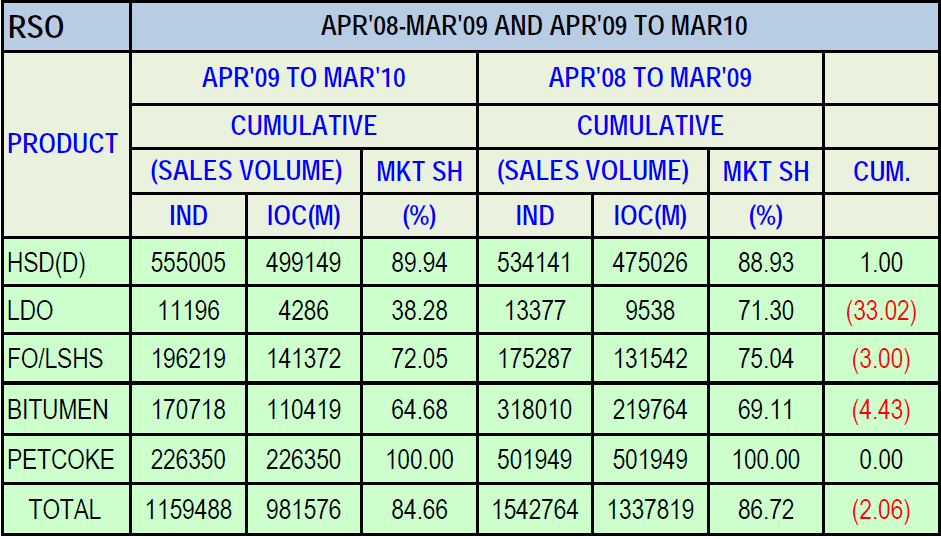 RSO APR'08-MAR'09 AND APR'09 TO MAR10
APR'09 TO MAR'10 APR'08 TO MAR'09
CUMULATIVE CUMULATIVE
PRODUCT
(SALES VOLUME) MKT SH (SALES VOLUME) MKT SH CUM.
IND IOC(M) (%) IND IOC(M) (%)
HSD(D) 555005 499149 89.94 534141 475026 88.93 1.00
LDO 11196 4286 38.28 13377 9538 71.30 (33.02)
FO/LSHS 196219 141372 72.05 175287 131542 75.04 (3.00)
BITUMEN 170718 110419 64.68 318010 219764 69.11 (4.43)
PETCOKE 226350 226350 100.00 501949 501949 100.00 0.00
TOTAL 1159488 981576 84.66 1542764 1337819 86.72 (2.06)